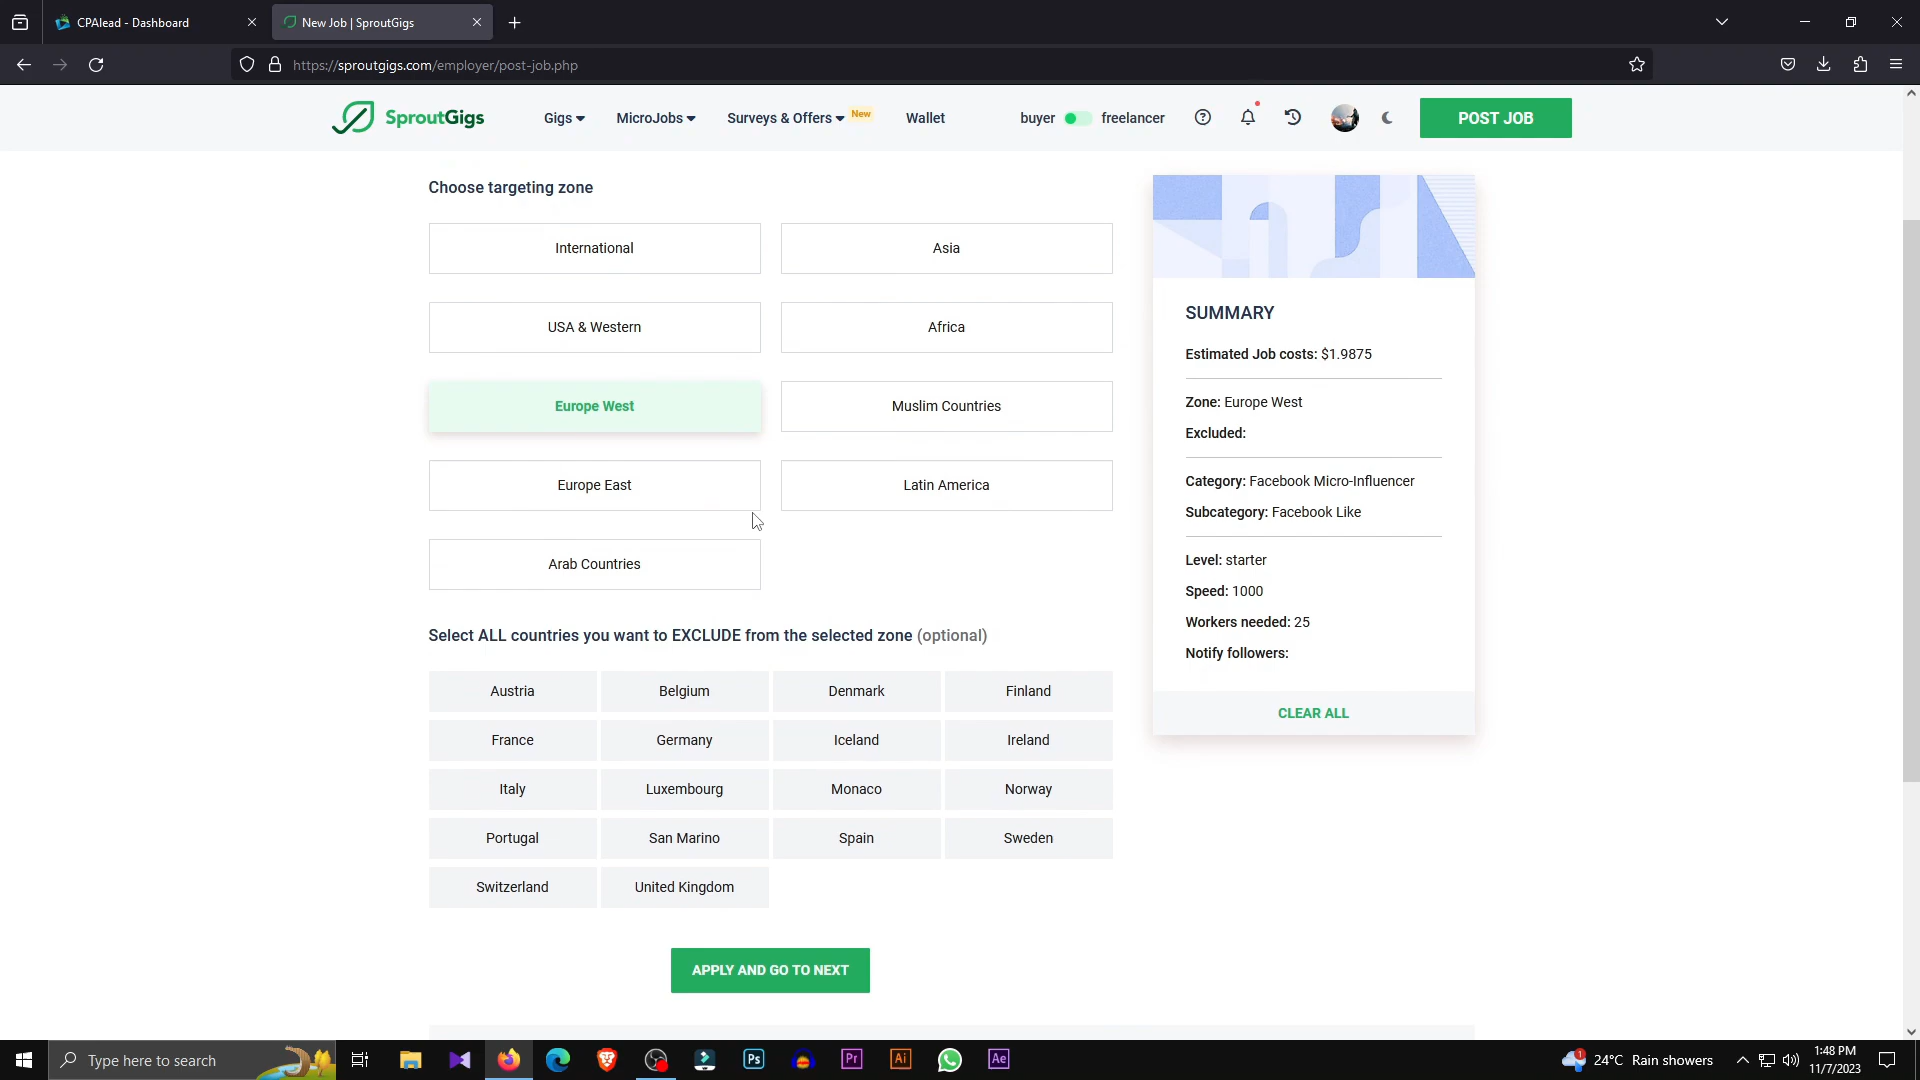 CPAlead - Dashboard
New Job | SproutGigs
https://sproutgigs.com/employer/post-job.php
SproutGigs
Gigs
MicroJobs
Surveys & Offers
New
Wallet
buyer
freelancer
POST JOB
Choose targeting zone
International
Asia
USA & Western
Africa
Europe West
Muslim Countries
Europe East
Latin America
Arab Countries
Select ALL countries you want to EXCLUDE from the selected zone (optional)
Austria
Belgium
Denmark
Finland
France
Germany
Iceland
Ireland
Italy
Luxembourg
Monaco
Norway
Portugal
San Marino
Spain
Sweden
Switzerland
United Kingdom
APPLY AND GO TO NEXT
SUMMARY
Estimated Job costs: $1.9875
Zone: Europe West
Excluded:
Category: Facebook Micro-Influencer
Subcategory: Facebook Like
Level: starter
Speed: 1000
Workers needed: 25
Notify followers:
CLEAR ALL
Type here to search
Ps
Pr
Ai
Ae
1
24°C Rain showers
1:48 PM
11/7/2023